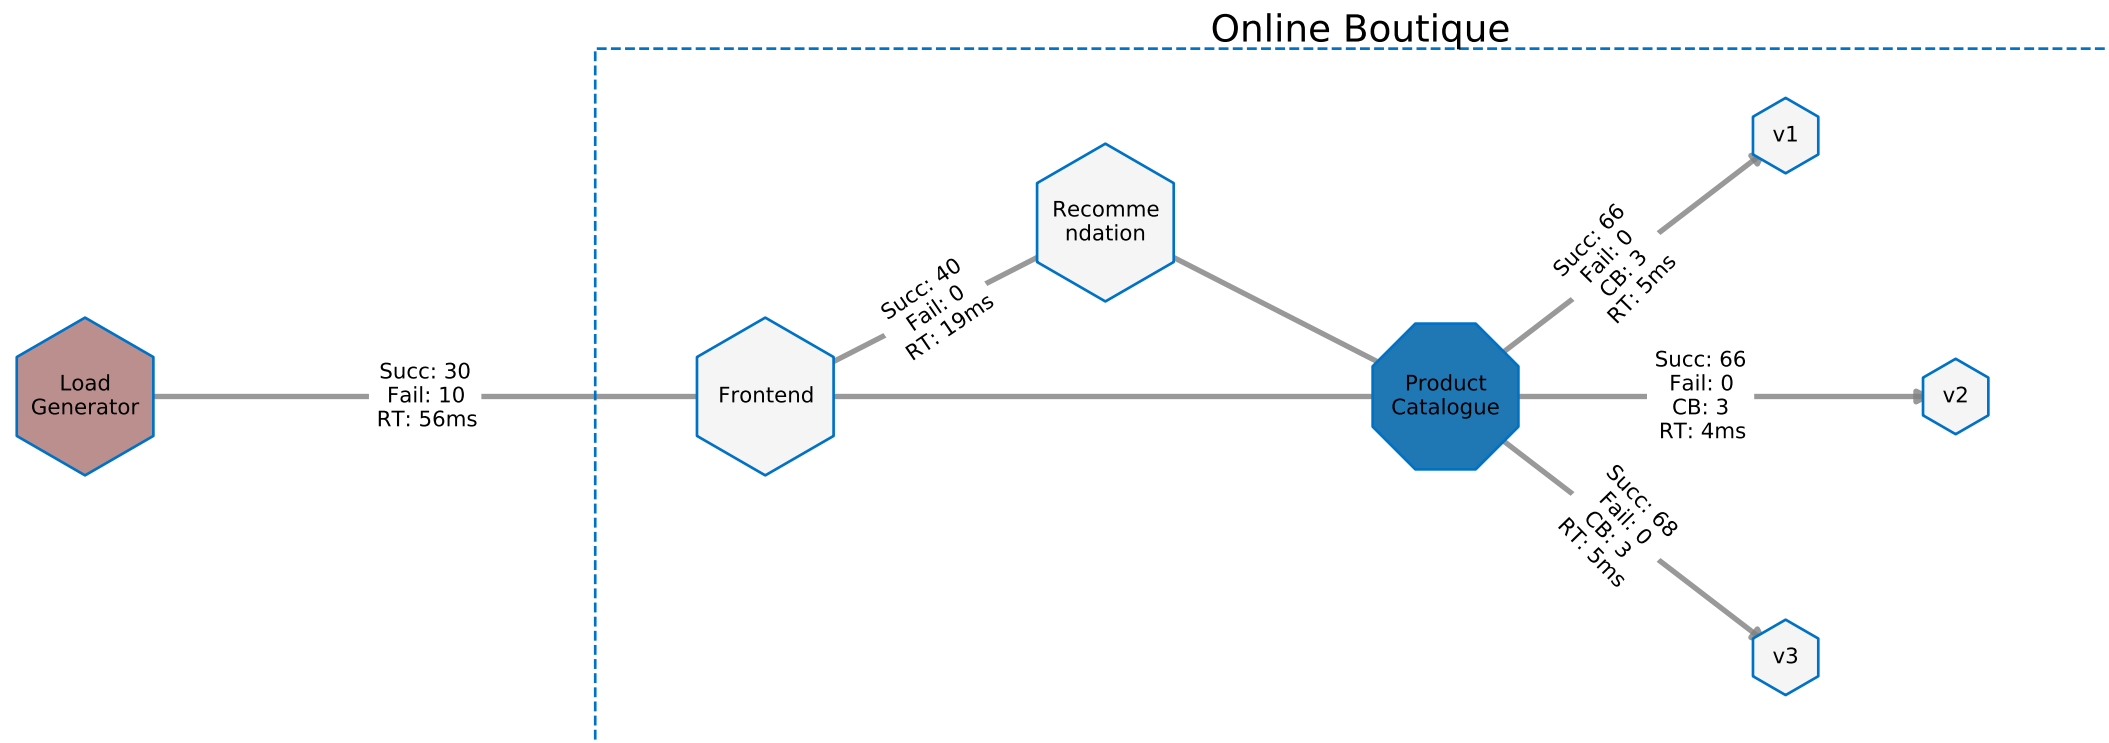 Online Boutique
Load
Generator
Succ: 30
Fail: 10
RT: 56ms
Frontend
Succ: 40
Fail: 0
RT: 19ms
Recomme
ndation
Product
Catalogue
Succ: 66
Fail: 0
CB: 3
RT: 5ms
v1
Succ: 66
Fail: 0
CB: 3
RT: 4ms
v2
Succ: 68
Fail: 0
CB: 3
RT: 5ms
v3